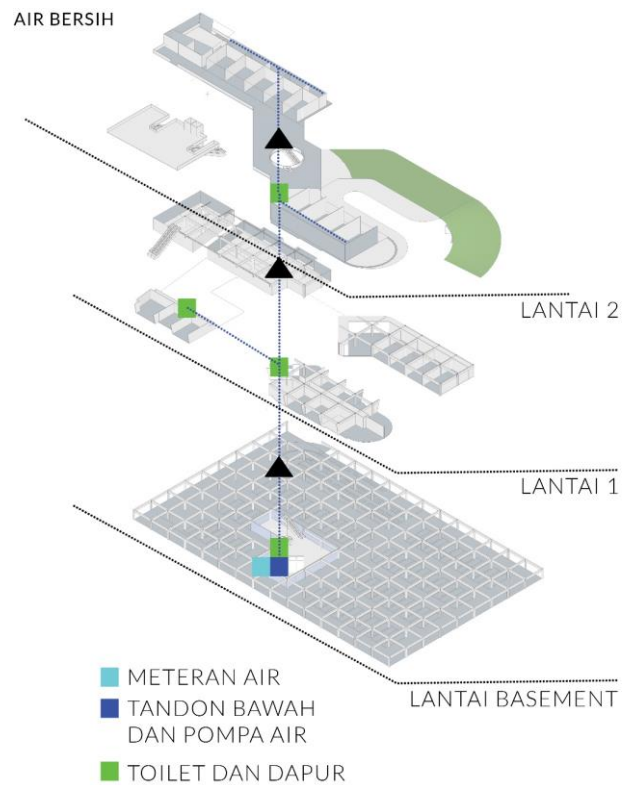 AIR BERSIH
LANTAI 2
LANTAI 1
LANTAI BASEMENT
METERAN AIR
TANDON BAWAH
DAN POMPA AIR
TOILET DAN DAPUR